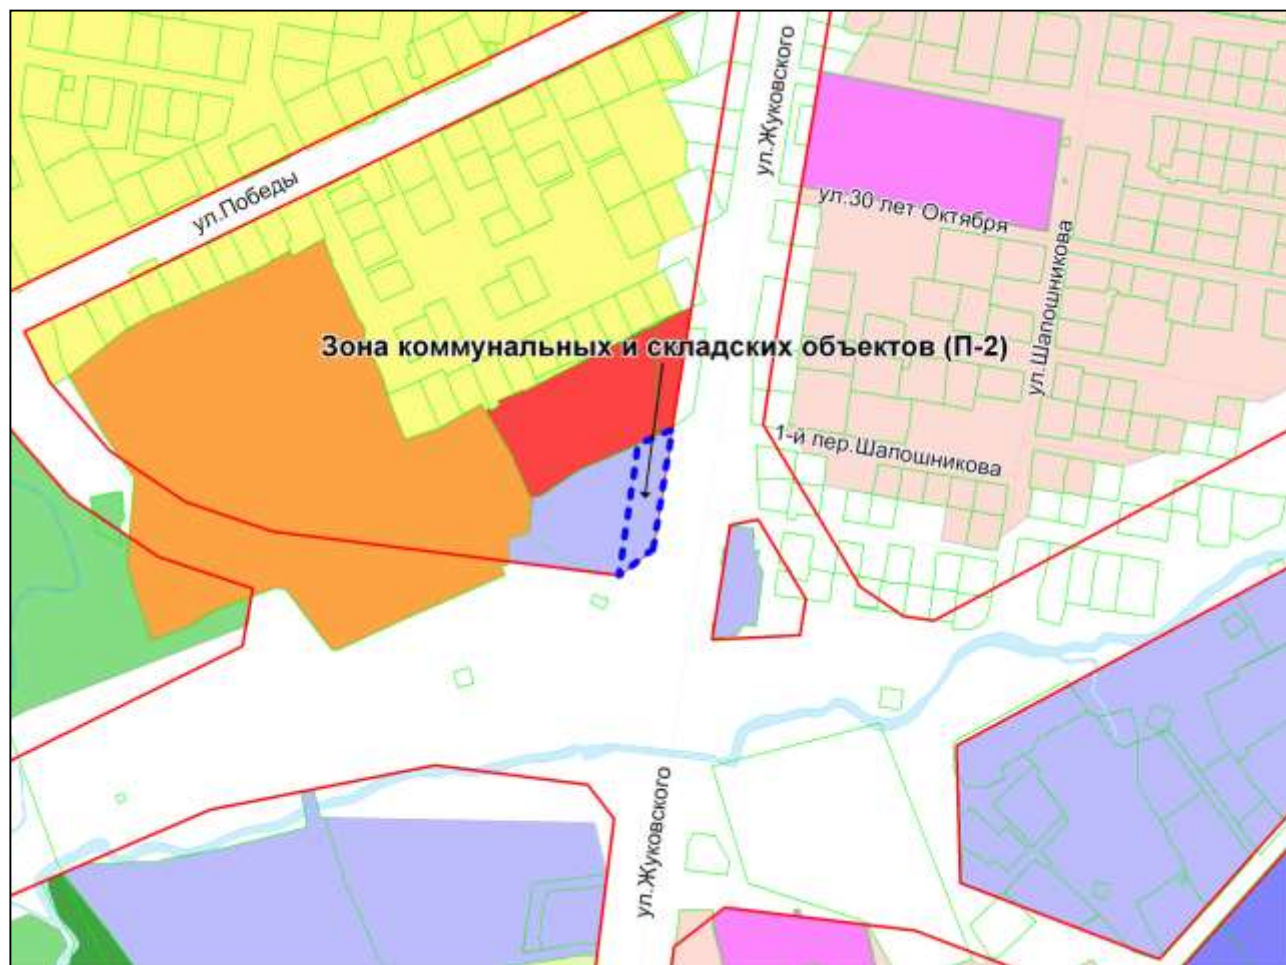 ул.Жуковского
ул.Победы
ул.30 лет Октября
ул.Шапошникова
Зона коммунальных и складских объектов (П-2)
1-й пер.Шапошникова
ул.Жуковского